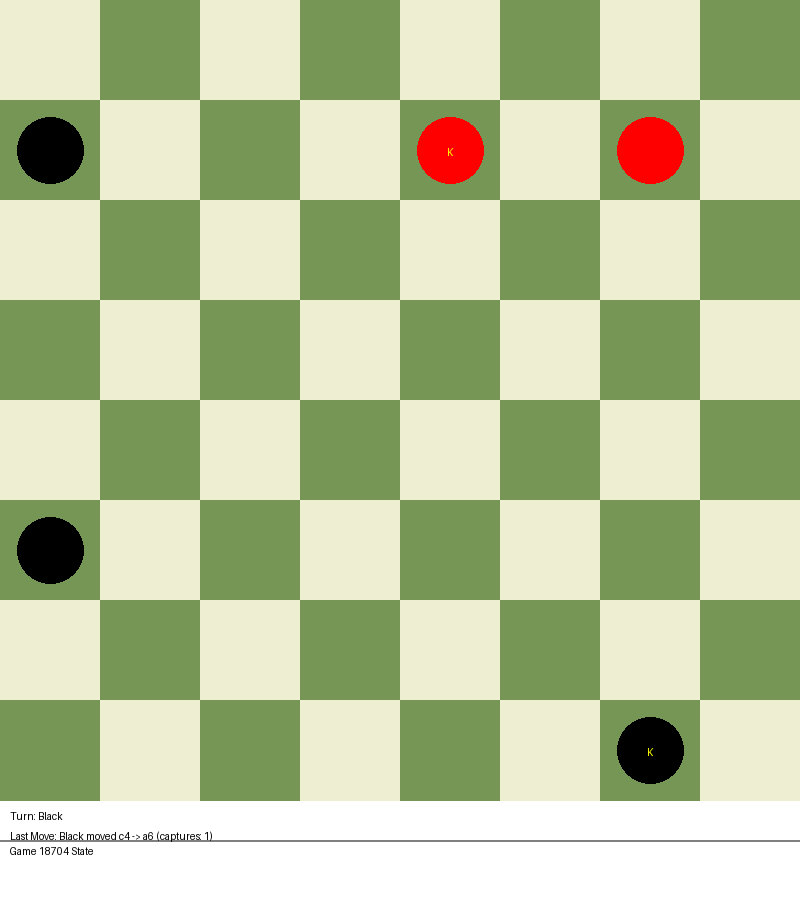 K
K
Turn: Black
Last Move: Black moved c4 -> a6 (captures: 1)
Game 18704 State